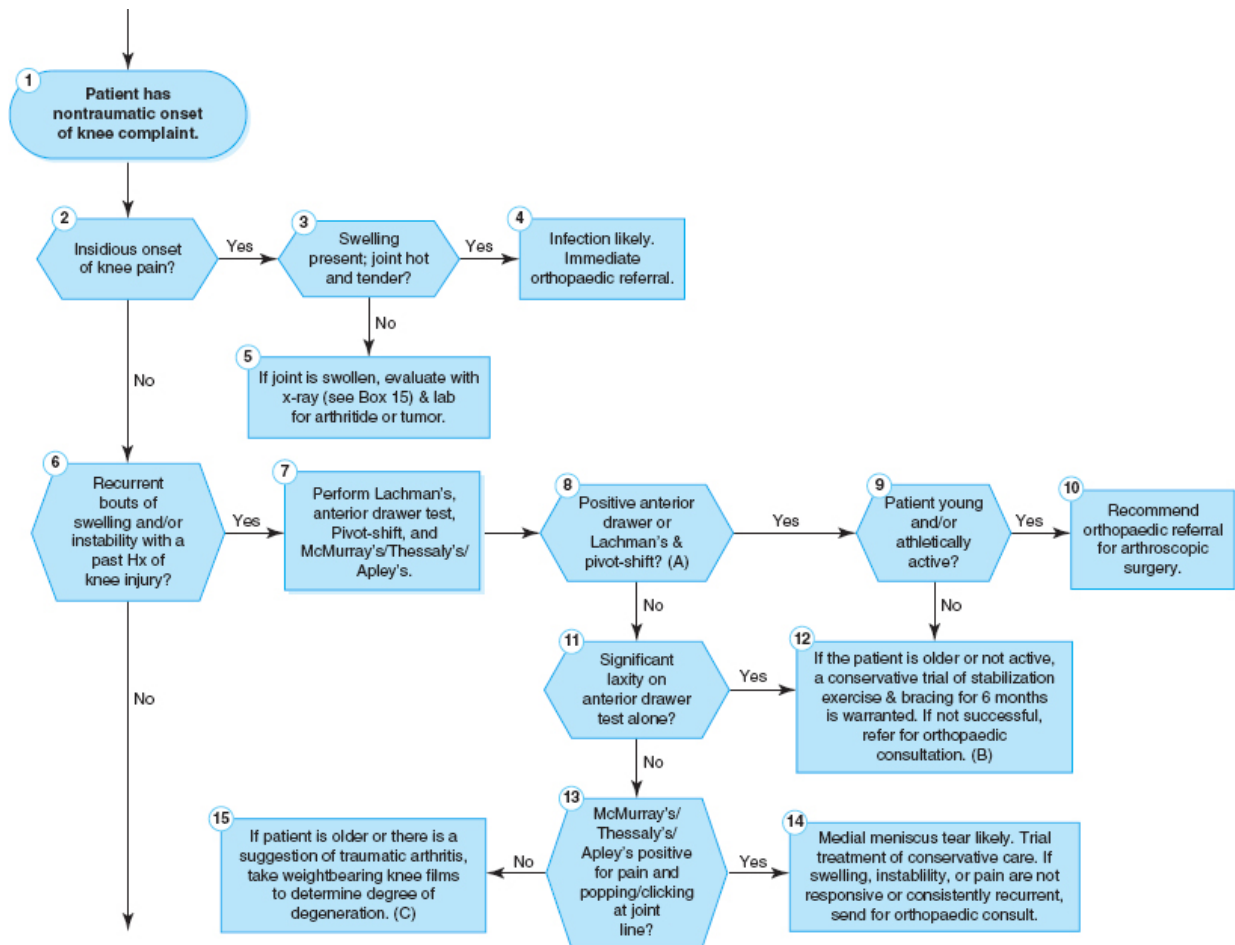 1
Patient has
nontraumatic onset
of knee complaint.
2
Insidious onset
of knee pain?
Yes
3
Swelling
present; joint hot
and tender?
Yes
4
Infection likely.
Immediate
orthopaedic referral.
No
No
5
If joint is swollen, evaluate with
x-ray (see Box 15) & lab
for arthritide or tumor.
6
Recurrent
bouts of
swelling and/or
instability with a
past Hx of
knee injury?
Yes
7
Perform Lachman's,
anterior drawer test,
Pivot-shift, and
McMurray's/Thessaly's/
Apley's.
8
Positive anterior
drawer or
Lachman's &
pivot-shift? (A)
Yes
9
Patient young
and/or
athletically
active?
Yes
10
Recommend
orthopaedic referral
for arthroscopic
surgery.
No
No
No
11
Significant
laxity on
anterior drawer
test alone?
Yes
12
If the patient is older or not active,
a conservative trial of stabilization
exercise & bracing for 6 months
is warranted. If not successful,
refer for orthopaedic
consultation. (B)
No
13
McMurray's/
Thessaly's/
Apley's positive
for pain and
popping/clicking
at joint
line?
Yes
14
Medial meniscus tear likely. Trial
treatment of conservative care. If
swelling, instablility, or pain are not
responsive or consistently recurrent,
send for orthopaedic consult.
No
15
If patient is older or there is a
suggestion of traumatic arthritis,
take weightbearing knee films
to determine degree of
degeneration. (C)